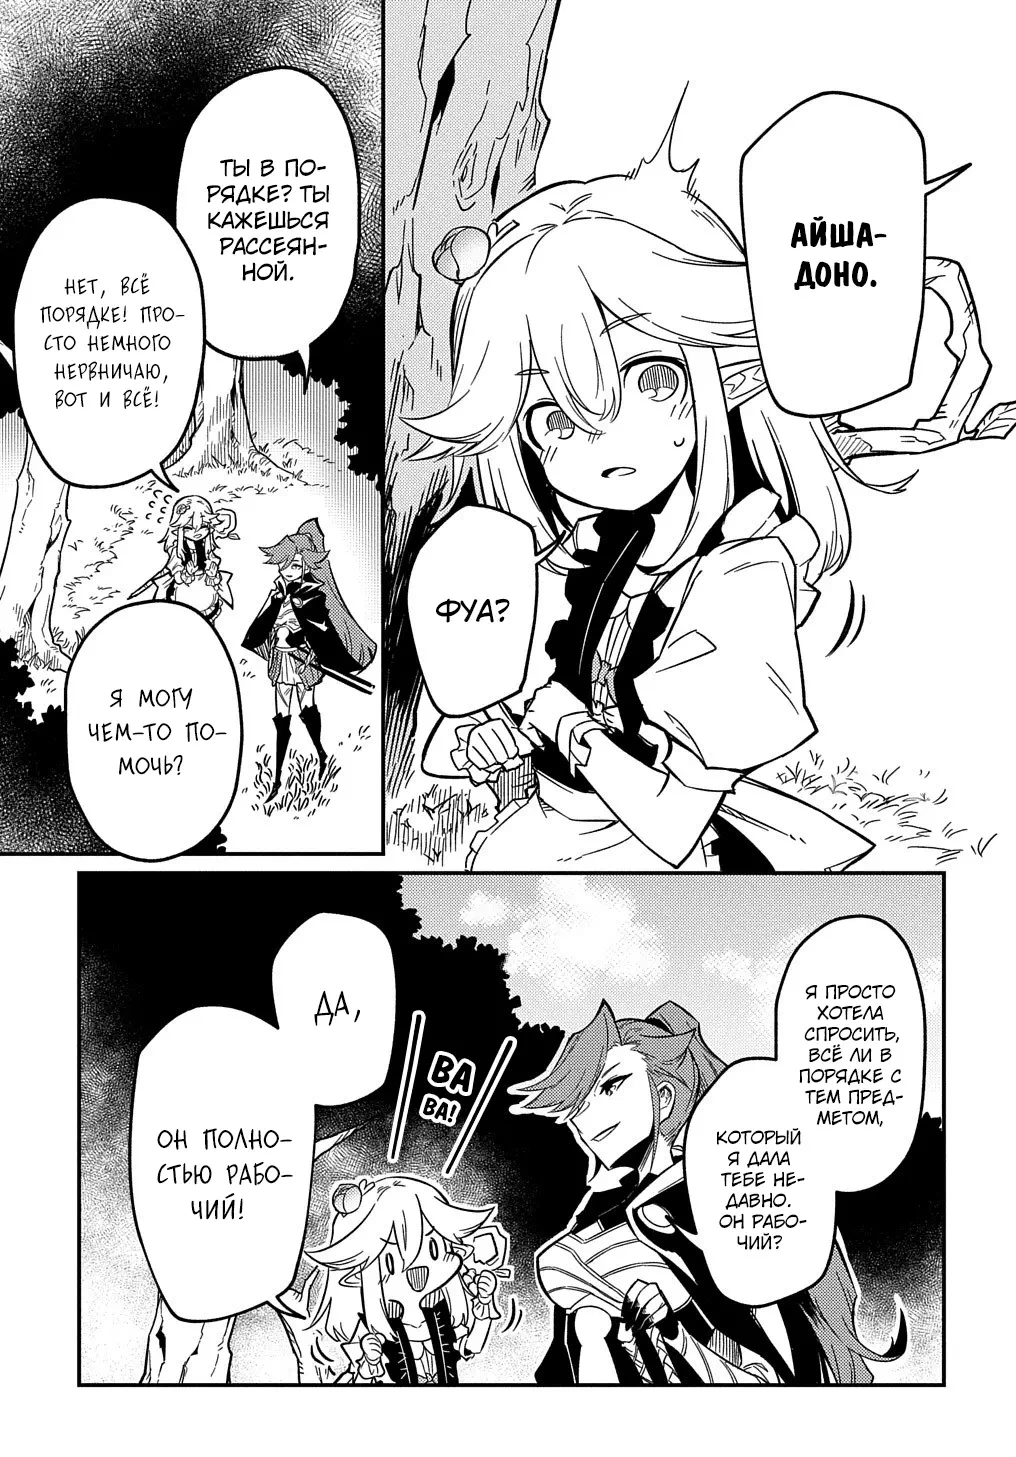 АЙША-
ДОНО.
ФУА?
ТЫ В ПО-
РЯДКЕ? ТЫ
КАЖЕШЬСЯ
РАССЕЯН-
НОЙ.
НЕТ, ВСЁ
ПОРЯДКЕ! ПРО-
СТО НЕМНОГО
НЕРВНИЧАЮ,
ВОТ И ВСЁ!
Я МОГУ
ЧЕМ-ТО ПО-
МОЧЬ?
Я ПРОСТО
ХОТЕЛА
СПРОСИТЬ,
ВСЁ ЛИ В
ПОРЯДКЕ С
ТЕМ ПРЕД-
МЕТОМ,
КОТОРЫЙ
Я ДАЛА
ТЕБЕ НЕ-
ДАВНО.
ОН РАБО-
ЧИЙ?
ВА
ВА!
ДА,
ОН ПОЛНО-
СТЬЮ РАБО-
ЧИЙ!